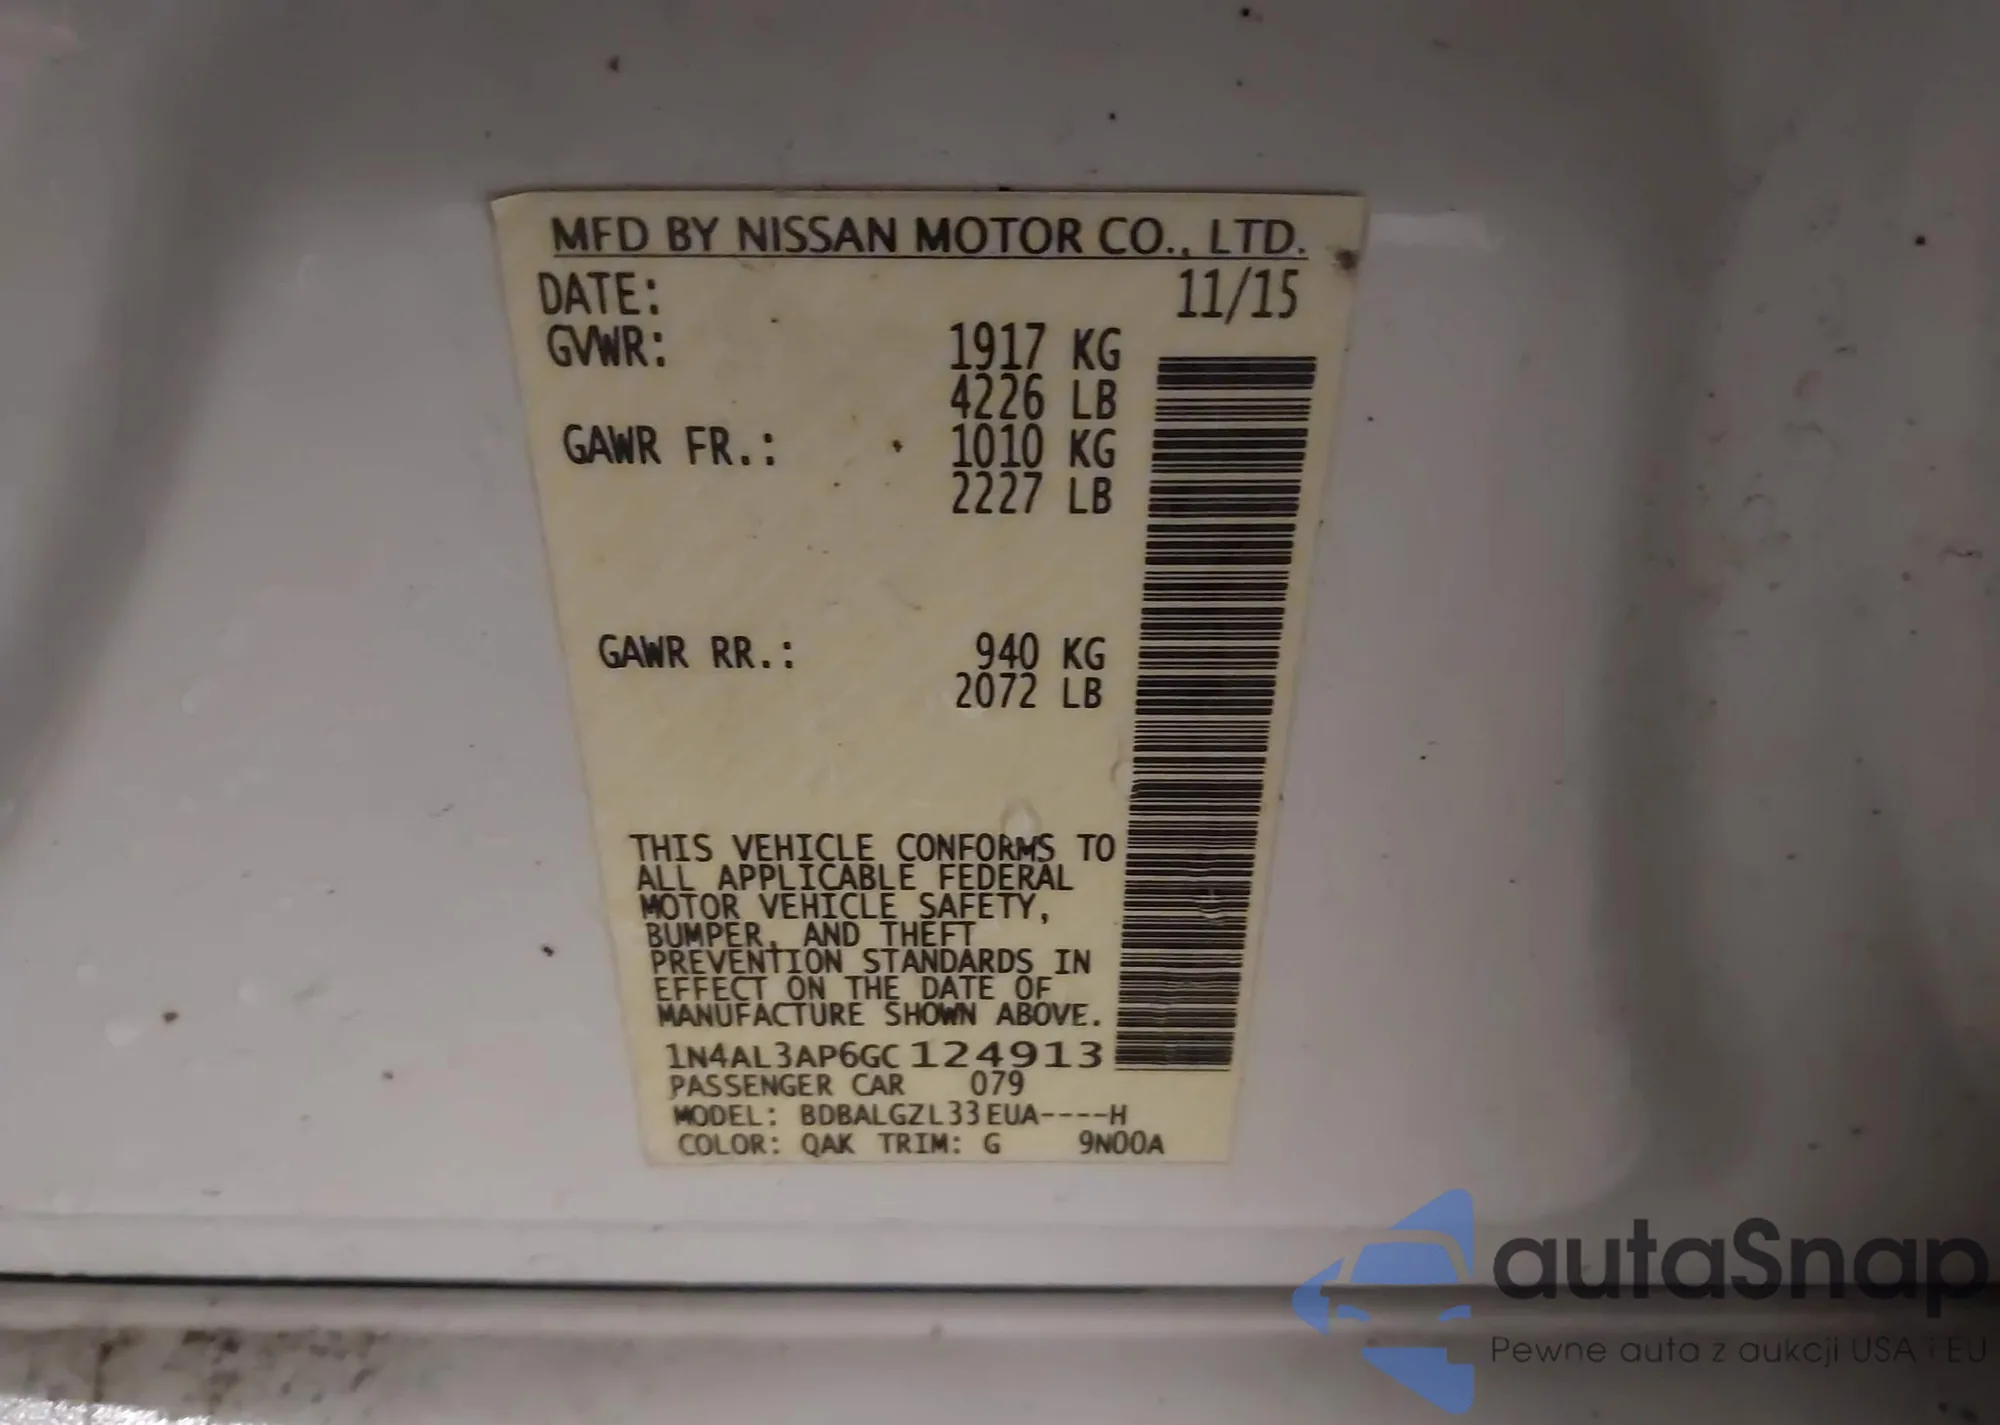 MFD BY NISSAN MOTOR CO., LTD.
DATE: 11/15
GVWR: 1917 KG
4226 LB
GAWR FR.: 1010 KG
2227 LB
GAWR RR.: 940 KG
2072 LB
THIS VEHICLE CONFORMS TO
ALL APPLICABLE FEDERAL
MOTOR VEHICLE SAFETY,
BUMPER, AND THEFT
PREVENTION STANDARDS IN
EFFECT ON THE DATE OF
MANUFACTURE SHOWN ABOVE.
1N4AL3AP6GC124913
PASSENGER CAR 079
MODEL: BDBALGZL33EUA----H
COLOR: QAK TRIM: G 9N00A
autaSnap
Pewne auta z aukcji USA i EU